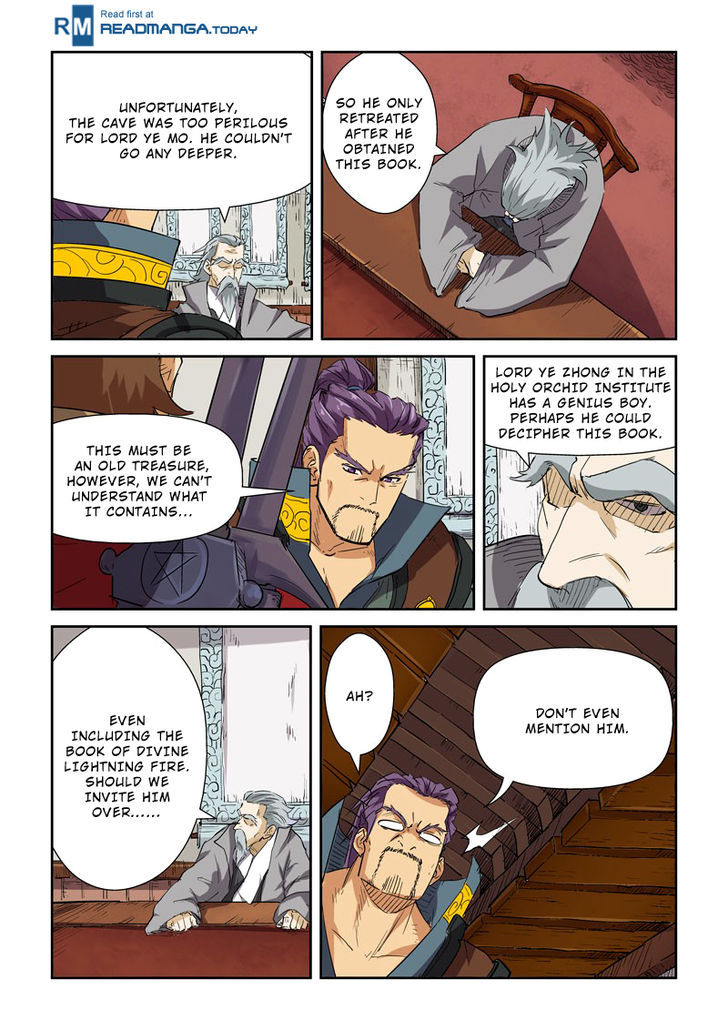 RM
Read first at
READMANGA.TODAY
UNFORTUNATELY,
THE CAVE WAS TOO PERILOUS
FOR LORD YE MO. HE COULDN'T
GO ANY DEEPER.
SO HE ONLY
RETREATED
AFTER HE
OBTAINED
THIS BOOK.
THIS MUST BE
AN OLD TREASURE,
HOWEVER, WE CAN'T
UNDERSTAND WHAT
IT CONTAINS...
LORD YE ZHONG IN THE
HOLY ORCHID INSTITUTE
HAS A GENIUS BOY.
PERHAPS HE COULD
DECIPHER THIS BOOK.
EVEN
INCLUDING THE
BOOK OF DIVINE
LIGHTNING FIRE.
SHOULD WE
INVITE HIM
OVER......
AH?
DON'T EVEN
MENTION HIM.